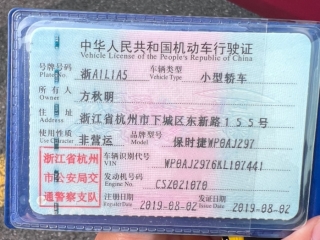 中华人民共和国机动车行驶证
Vehicle License of the People's Republic of China
号牌号码 浙A1L1A5 车辆类型 小型轿车
Plate No. Vehicle Type
所有人 方秋明
Owner
住址 浙江省杭州市下城区东新路155号
Address
使用性质 非营运 品牌型号 保时捷WP0AJ297
Use Character Model
浙江省杭州
市公安局交
通警察支队
车辆识别代号 WP0AJ29Z6KL107441
VIN
发动机号码 CSZ021070
Engine No.
注册日期 2019-08-02 发证日期 2019-08-02
Register Date Issue Date